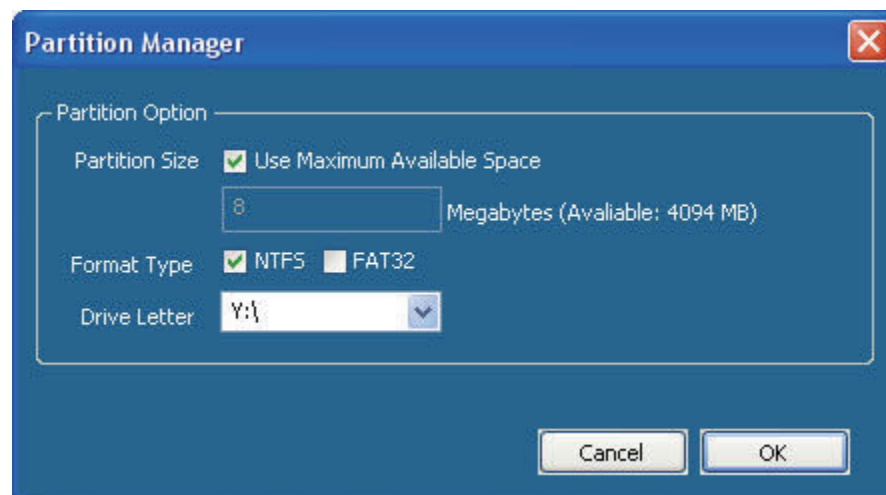 Partition Manager
Partition Option
Partition Size Use Maximum Available Space
8 Megabytes (Avaliable: 4094 MB)
Format Type NTFS FAT32
Drive Letter Y:\
Cancel OK